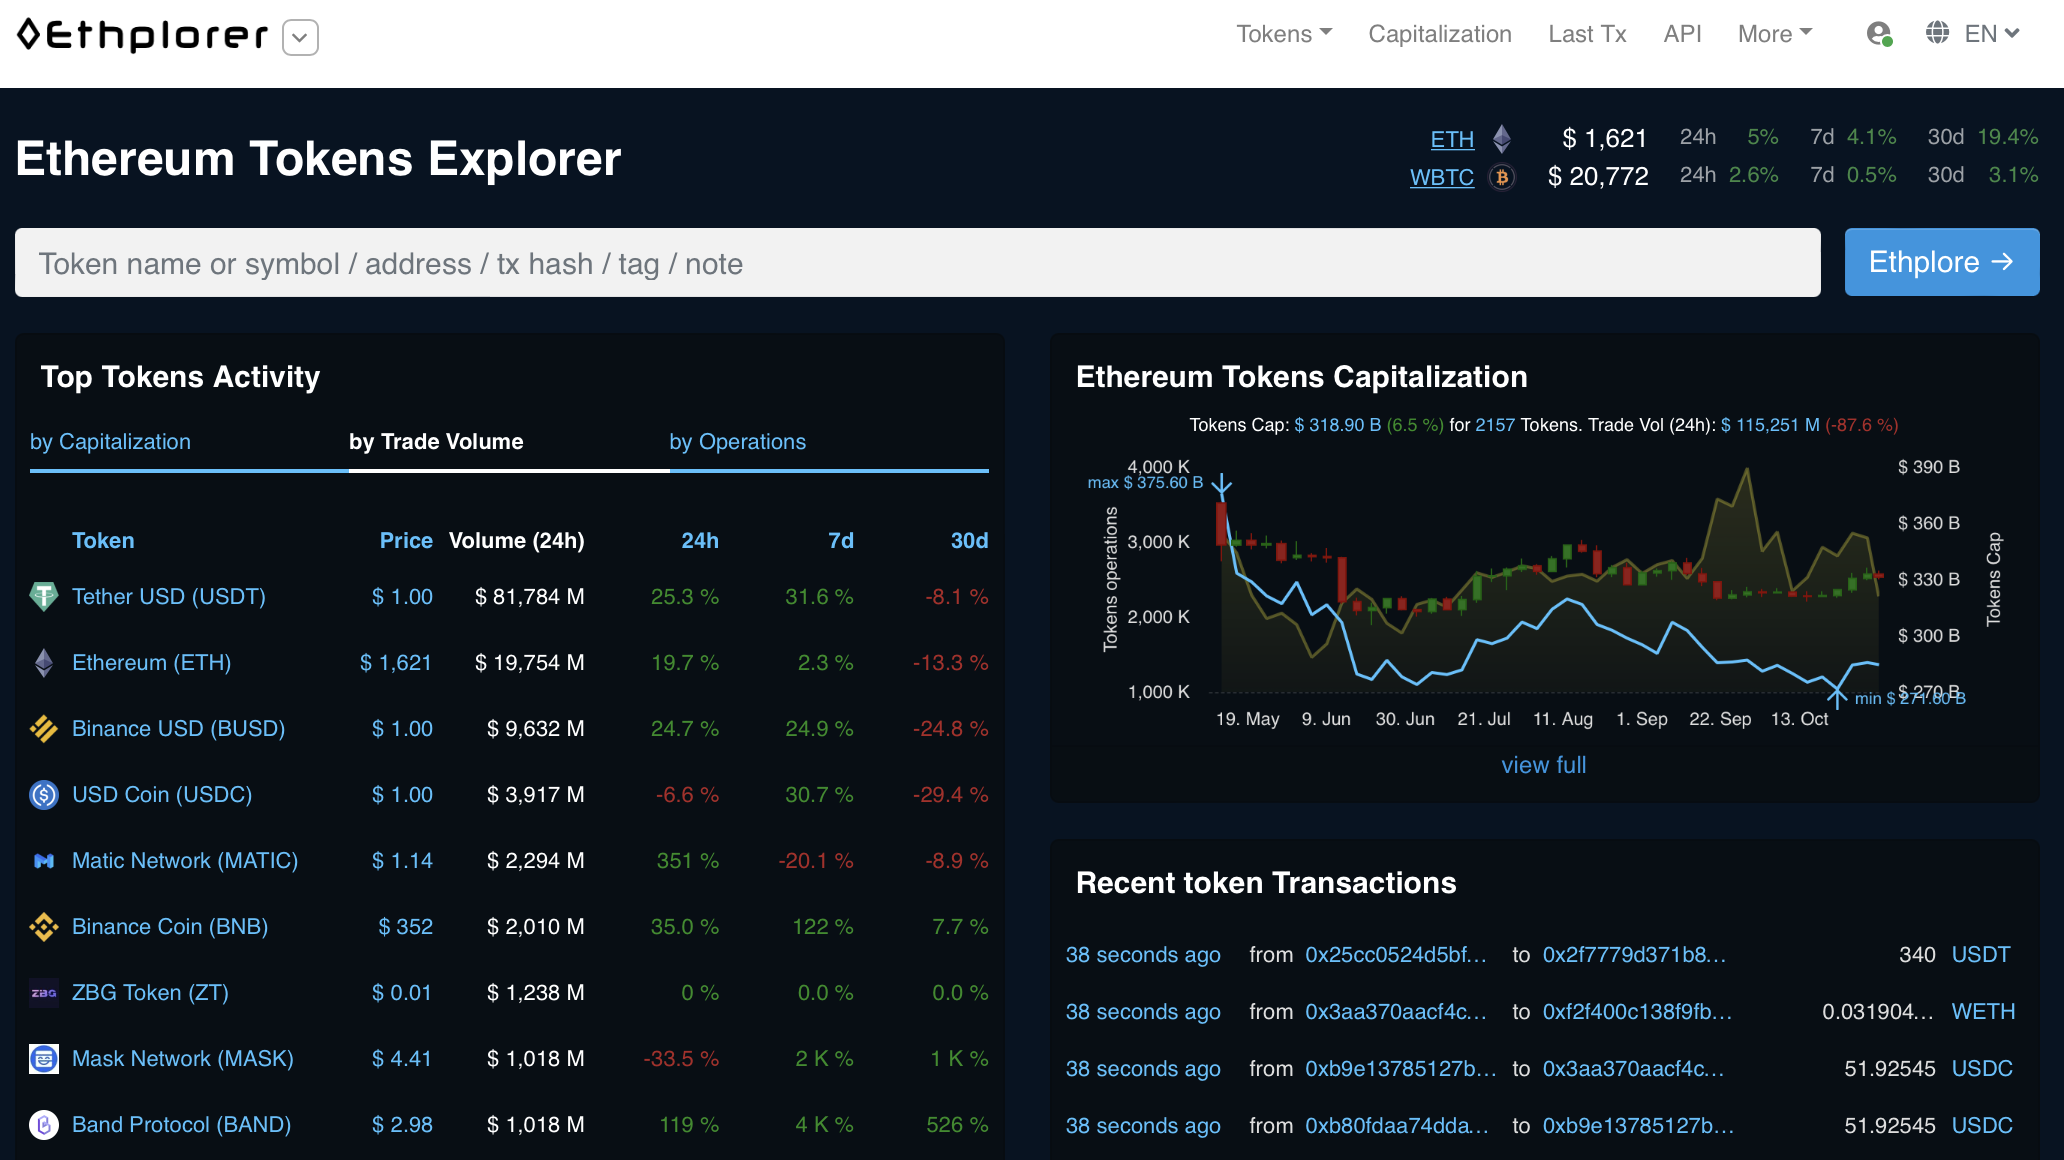 Ethplorer
Tokens Capitalization Last Tx API More EN
Ethereum Tokens Explorer
ETH $ 1,621 24h 5% 7d 4.1% 30d 19.4%
WBTC $ 20,772 24h 2.6% 7d 0.5% 30d 3.1%
Token name or symbol / address / tx hash / tag / note
Ethplore →
Top Tokens Activity
by Capitalization by Trade Volume by Operations
Token Price Volume (24h) 24h 7d 30d
Tether USD (USDT) $ 1.00 $ 81,784 M 25.3 % 31.6 % -8.1 %
Ethereum (ETH) $ 1,621 $ 19,754 M 19.7 % 2.3 % -13.3 %
Binance USD (BUSD) $ 1.00 $ 9,632 M 24.7 % 24.9 % -24.8 %
USD Coin (USDC) $ 1.00 $ 3,917 M -6.6 % 30.7 % -29.4 %
Matic Network (MATIC) $ 1.14 $ 2,294 M 351 % -20.1 % -8.9 %
Binance Coin (BNB) $ 352 $ 2,010 M 35.0 % 122 % 7.7 %
ZBG ZBG Token (ZT) $ 0.01 $ 1,238 M 0 % 0.0 % 0.0 %
Mask Network (MASK) $ 4.41 $ 1,018 M -33.5 % 2 K % 1 K %
Band Protocol (BAND) $ 2.98 $ 1,018 M 119 % 4 K % 526 %
Ethereum Tokens Capitalization
Tokens Cap: $ 318.90 B (6.5 %) for 2157 Tokens. Trade Vol (24h): $ 115,251 M (-87.6 %)
4,000 K $ 390 B
max $ 375.60 B
3,000 K $ 360 B
$ 330 B
2,000 K $ 300 B
1,000 K $ 270 B
min $ 271.60 B
Tokens operations
Tokens Cap
19. May 9. Jun 30. Jun 21. Jul 11. Aug 1. Sep 22. Sep 13. Oct
view full
Recent token Transactions
38 seconds ago from 0x25cc0524d5bf... to 0x2f7779d371b8... 340 USDT
38 seconds ago from 0x3aa370aacf4c... to 0xf2f400c138f9fb... 0.031904... WETH
38 seconds ago from 0xb9e13785127b... to 0x3aa370aacf4c... 51.92545 USDC
38 seconds ago from 0xb80fdaa74dda... to 0xb9e13785127b... 51.92545 USDC